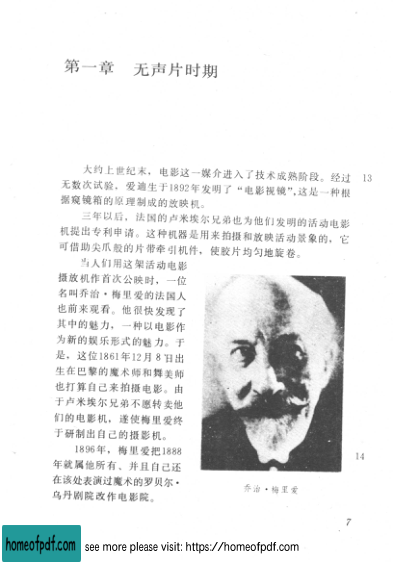 第一章 无声片时期
大约上世纪末，电影这一媒介进入了技术成熟阶段。经过 13
无数次试验，爱迪生于1892年发明了“电影视镜”，这是一种根
据窥镜箱的原理制成的放映机。
三年以后，法国的卢米埃尔兄弟也为他们发明的活动电影
机提出专利申请。这种机器是用来拍摄和放映活动景象的，它
可借助尖爪般的片带牵引机件，使胶片均匀地旋卷。
当人们用这架活动电影
摄放机作首次公映时，一位
名叫乔治·梅里爱的法国人
也前来观看。他很快发现了
其中的魅力，一种以电影作
为新的娱乐形式的魅力。于
是，这位1861年12月8日出
生在巴黎的魔术师和舞美师
也打算自己来拍摄电影。由
于卢米埃尔兄弟不愿转卖他
们的电影机，遂使梅里爱终
于研制出自己的摄影机。
1896年，梅里爱把1888
年就属他所有、并且自己还
在该处表演过魔术的罗贝尔·
乌丹剧院改作电影院。
14
乔治·梅里爱
7
homeofpdf.com see more please visit: https://homeofpdf.com